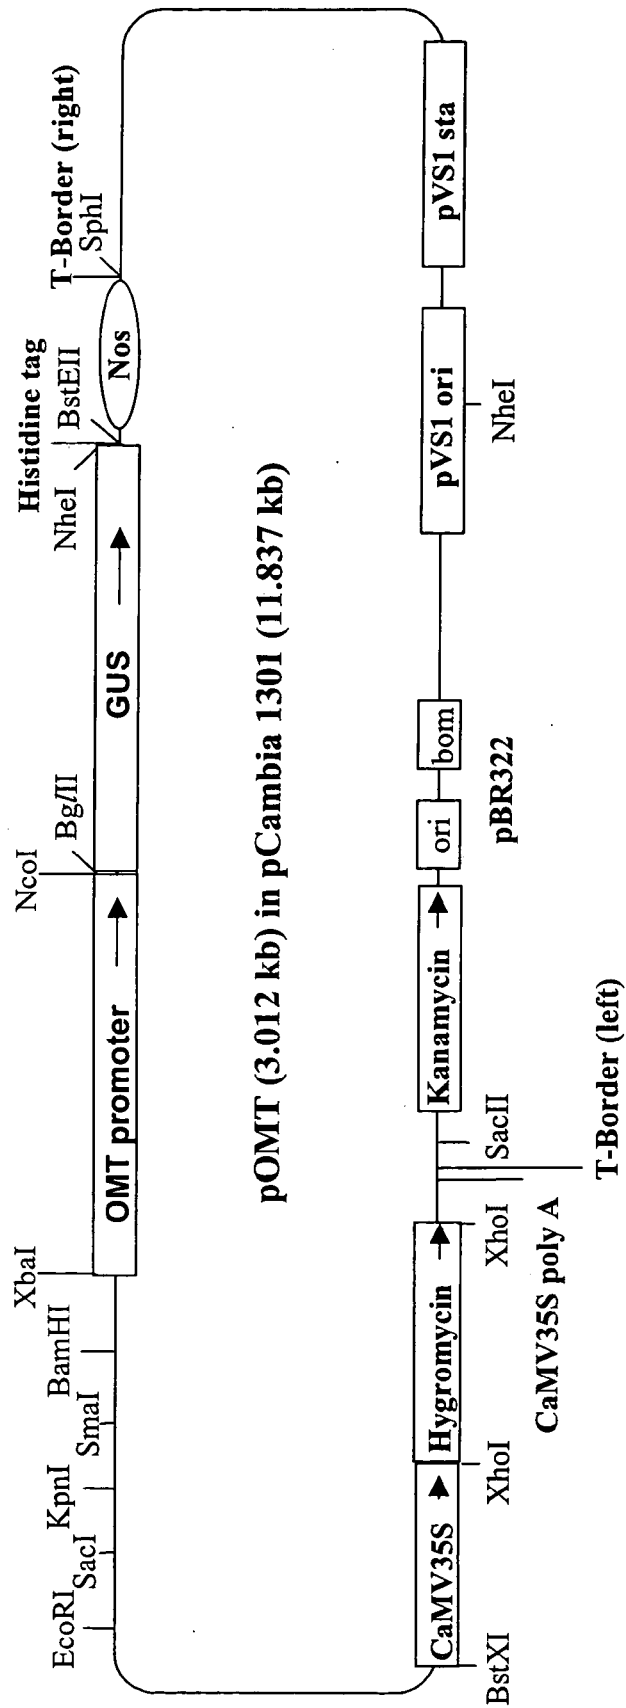 T-Border (right)
Histidine tag
SphI
NcoI
NheI
BstEII
XbaI
BglII
EcoRI
SacI
KpnI
SmaI
BamHI
OMT promoter
GUS
Nos
pOMT (3.012 kb) in pCambia 1301 (11.837 kb)
CaMV35S
Hygromycin
Kanamycin
ori
bom
pVS1 ori
pVS1 sta
BstXI
XhoI
XhoI
SacII
pBR322
NheI
CaMV35S poly A
T-Border (left)